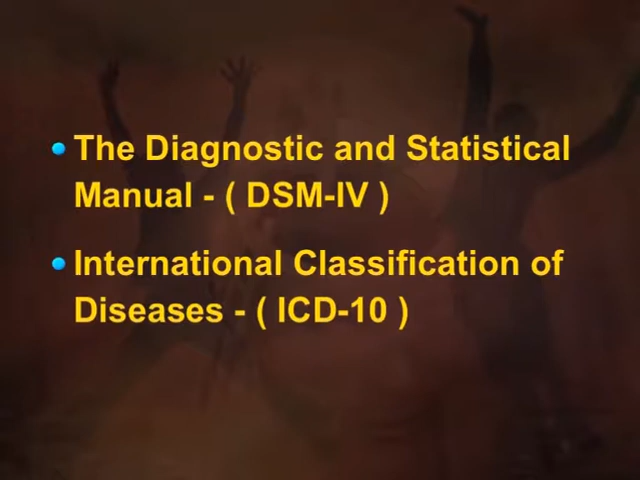 • The Diagnostic and Statistical
Manual - ( DSM-IV )
• International Classification of
Diseases - ( ICD-10 )